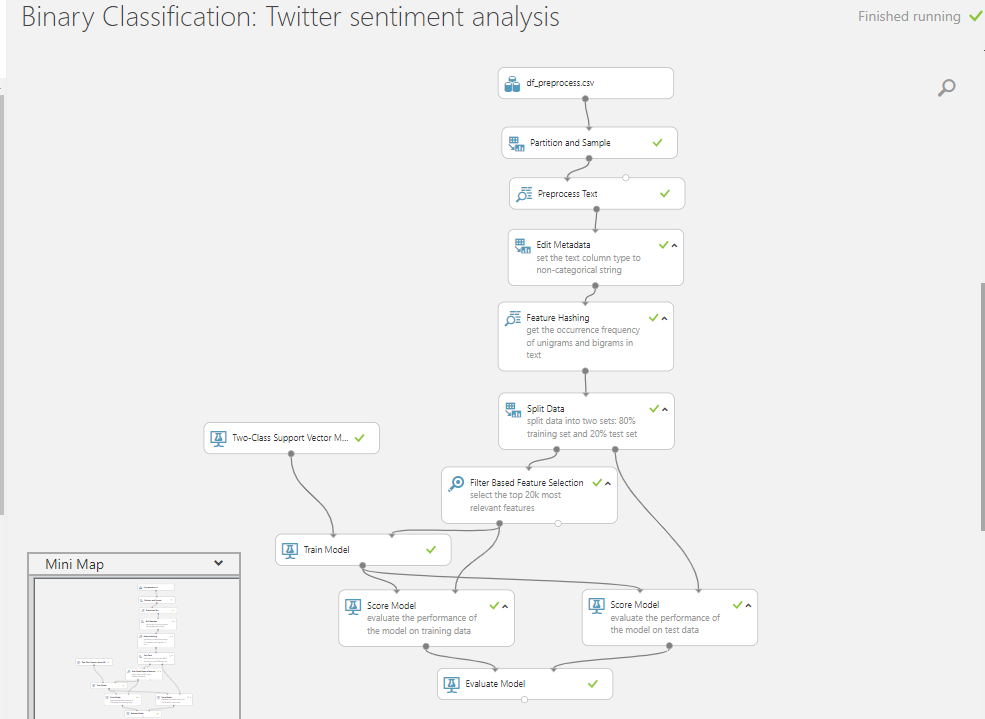 Binary Classification: Twitter sentiment analysis
Finished running
df_preprocess.csv
Partition and Sample
Preprocess Text
Edit Metadata
set the text column type to
non-categorical string
Feature Hashing
get the occurrence frequency
of unigrams and bigrams in
text
Split Data
split data into two sets: 80%
training set and 20% test set
Two-Class Support Vector M...
Filter Based Feature Selection
select the top 20k most
relevant features
Train Model
Mini Map
Score Model
evaluate the performance of
the model on training data
Score Model
evaluate the performance of
the model on test data
Evaluate Model